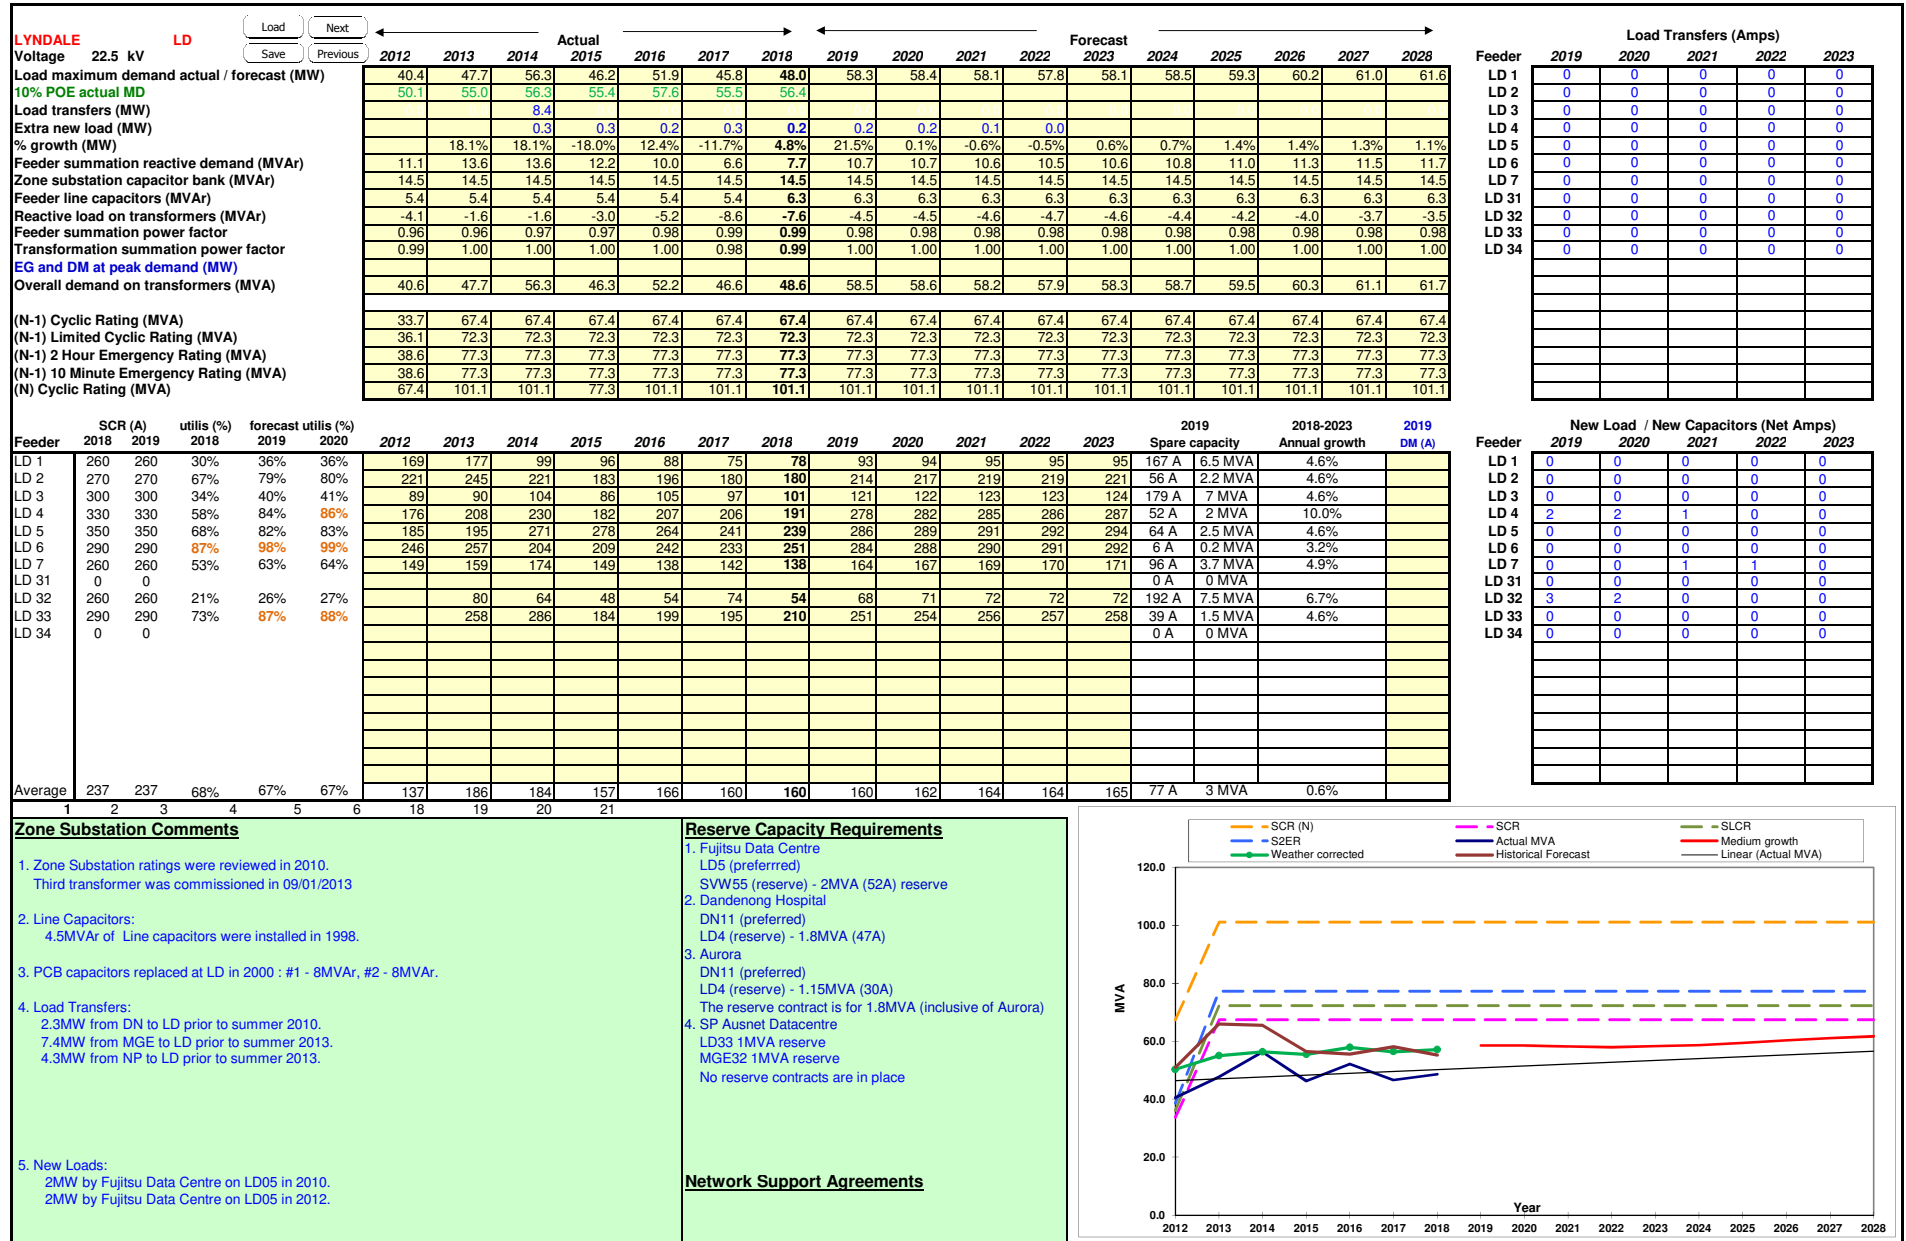 LYNDALE LD Load Next
Voltage 22.5 kV Save Previous
Actual Forecast
2012 2013 2014 2015 2016 2017 2018 2019 2020 2021 2022 2023 2024 2025 2026 2027 2028
Load maximum demand actual / forecast (MW) 40.4 47.7 56.3 46.2 51.9 45.8 48.0 58.3 58.4 58.1 57.8 58.1 58.5 59.3 60.2 61.0 61.6
10% POE actual MD 50.1 55.0 56.3 55.4 57.6 55.5 56.4
Load transfers (MW) 8.4
Extra new load (MW) 0.3 0.3 0.2 0.3 0.2 0.2 0.2 0.1 0.0
% growth (MW) 18.1% 18.1% -18.0% 12.4% -11.7% 4.8% 21.5% 0.1% -0.6% -0.5% 0.6% 0.7% 1.4% 1.4% 1.3% 1.1%
Feeder summation reactive demand (MVAr) 11.1 13.6 13.6 12.2 10.0 6.6 7.7 10.7 10.7 10.6 10.5 10.6 10.8 11.0 11.3 11.5 11.7
Zone substation capacitor bank (MVAr) 14.5 14.5 14.5 14.5 14.5 14.5 14.5 14.5 14.5 14.5 14.5 14.5 14.5 14.5 14.5 14.5 14.5
Feeder line capacitors (MVAr) 5.4 5.4 5.4 5.4 5.4 5.4 6.3 6.3 6.3 6.3 6.3 6.3 6.3 6.3 6.3 6.3 6.3
Reactive load on transformers (MVAr) -4.1 -1.6 -1.6 -3.0 -5.2 -8.6 -7.6 -4.5 -4.5 -4.6 -4.7 -4.6 -4.4 -4.2 -4.0 -3.7 -3.5
Feeder summation power factor 0.96 0.96 0.97 0.97 0.98 0.99 0.99 0.98 0.98 0.98 0.98 0.98 0.98 0.98 0.98 0.98 0.98
Transformation summation power factor 0.99 1.00 1.00 1.00 1.00 0.98 0.99 1.00 1.00 1.00 1.00 1.00 1.00 1.00 1.00 1.00 1.00
EG and DM at peak demand (MW)
Overall demand on transformers (MVA) 40.6 47.7 56.3 46.3 52.2 46.6 48.6 58.5 58.6 58.2 57.9 58.3 58.7 59.5 60.3 61.1 61.7
(N-1) Cyclic Rating (MVA) 33.7 67.4 67.4 67.4 67.4 67.4 67.4 67.4 67.4 67.4 67.4 67.4 67.4 67.4 67.4 67.4 67.4
(N-1) Limited Cyclic Rating (MVA) 36.1 72.3 72.3 72.3 72.3 72.3 72.3 72.3 72.3 72.3 72.3 72.3 72.3 72.3 72.3 72.3 72.3
(N-1) 2 Hour Emergency Rating (MVA) 38.6 77.3 77.3 77.3 77.3 77.3 77.3 77.3 77.3 77.3 77.3 77.3 77.3 77.3 77.3 77.3 77.3
(N-1) 10 Minute Emergency Rating (MVA) 38.6 77.3 77.3 77.3 77.3 77.3 77.3 77.3 77.3 77.3 77.3 77.3 77.3 77.3 77.3 77.3 77.3
(N) Cyclic Rating (MVA) 67.4 101.1 101.1 77.3 101.1 101.1 101.1 101.1 101.1 101.1 101.1 101.1 101.1 101.1 101.1 101.1 101.1
Load Transfers (Amps)
Feeder 2019 2020 2021 2022 2023
LD 1 0 0 0 0 0
LD 2 0 0 0 0 0
LD 3 0 0 0 0 0
LD 4 0 0 0 0 0
LD 5 0 0 0 0 0
LD 6 0 0 0 0 0
LD 7 0 0 0 0 0
LD 31 0 0 0 0 0
LD 32 0 0 0 0 0
LD 33 0 0 0 0 0
LD 34 0 0 0 0 0
SCR (A) utilis (%) forecast utilis (%) 2019 2018-2023 2019
Feeder 2018 2019 2018 2019 2020 2012 2013 2014 2015 2016 2017 2018 2019 2020 2021 2022 2023 Spare capacity Annual growth DM (A)
LD 1 260 260 30% 36% 36% 169 177 99 96 88 75 78 93 94 95 95 95 167 A 6.5 MVA 4.6%
LD 2 270 270 67% 79% 80% 221 245 221 183 196 180 180 214 217 219 219 221 56 A 2.2 MVA 4.6%
LD 3 300 300 34% 40% 41% 89 90 104 86 105 97 101 121 122 123 123 124 179 A 7 MVA 4.6%
LD 4 330 330 58% 84% 86% 176 208 230 182 207 206 191 278 282 285 286 287 52 A 2 MVA 10.0%
LD 5 350 350 68% 82% 83% 185 195 271 278 264 241 239 286 289 291 292 294 64 A 2.5 MVA 4.6%
LD 6 290 290 87% 98% 99% 246 257 204 209 242 233 251 284 288 290 291 292 6 A 0.2 MVA 3.2%
LD 7 260 260 53% 63% 64% 149 159 174 149 138 142 138 164 167 169 170 171 96 A 3.7 MVA 4.9%
LD 31 0 0 0 A 0 MVA
LD 32 260 260 21% 26% 27% 80 64 48 54 74 54 68 71 72 72 72 192 A 7.5 MVA 6.7%
LD 33 290 290 73% 87% 88% 258 286 184 199 195 210 251 254 256 257 258 39 A 1.5 MVA 4.6%
LD 34 0 0 0 A 0 MVA
Average 237 237 68% 67% 67% 137 186 184 157 166 160 160 160 162 164 164 165 77 A 3 MVA 0.6%
1 2 3 4 5 6 18 19 20 21
New Load / New Capacitors (Net Amps)
Feeder 2019 2020 2021 2022 2023
LD 1 0 0 0 0 0
LD 2 0 0 0 0 0
LD 3 0 0 0 0 0
LD 4 2 2 1 0 0
LD 5 0 0 0 0 0
LD 6 0 0 0 0 0
LD 7 0 0 1 1 0
LD 31 0 0 0 0 0
LD 32 3 2 0 0 0
LD 33 0 0 0 0 0
LD 34 0 0 0 0 0
Zone Substation Comments
1. Zone Substation ratings were reviewed in 2010.
Third transformer was commissioned in 09/01/2013
2. Line Capacitors:
4.5MVAr of Line capacitors were installed in 1998.
3. PCB capacitors replaced at LD in 2000 : #1 - 8MVAr, #2 - 8MVAr.
4. Load Transfers:
2.3MW from DN to LD prior to summer 2010.
7.4MW from MGE to LD prior to summer 2013.
4.3MW from NP to LD prior to summer 2013.
5. New Loads:
2MW by Fujitsu Data Centre on LD05 in 2010.
2MW by Fujitsu Data Centre on LD05 in 2012.
Reserve Capacity Requirements
1. Fujitsu Data Centre
LD5 (preferrred)
SVW55 (reserve) - 2MVA (52A) reserve
2. Dandenong Hospital
DN11 (preferred)
LD4 (reserve) - 1.8MVA (47A)
3. Aurora
DN11 (preferred)
LD4 (reserve) - 1.15MVA (30A)
The reserve contract is for 1.8MVA (inclusive of Aurora)
4. SP Ausnet Datacentre
LD33 1MVA reserve
MGE32 1MVA reserve
No reserve contracts are in place
Network Support Agreements
SCR (N) SCR SLCR
S2ER Actual MVA Medium growth
Weather corrected Historical Forecast Linear (Actual MVA)
120.0
100.0
80.0
60.0
40.0
20.0
0.0
MVA
Year
2012 2013 2014 2015 2016 2017 2018 2019 2020 2021 2022 2023 2024 2025 2026 2027 2028